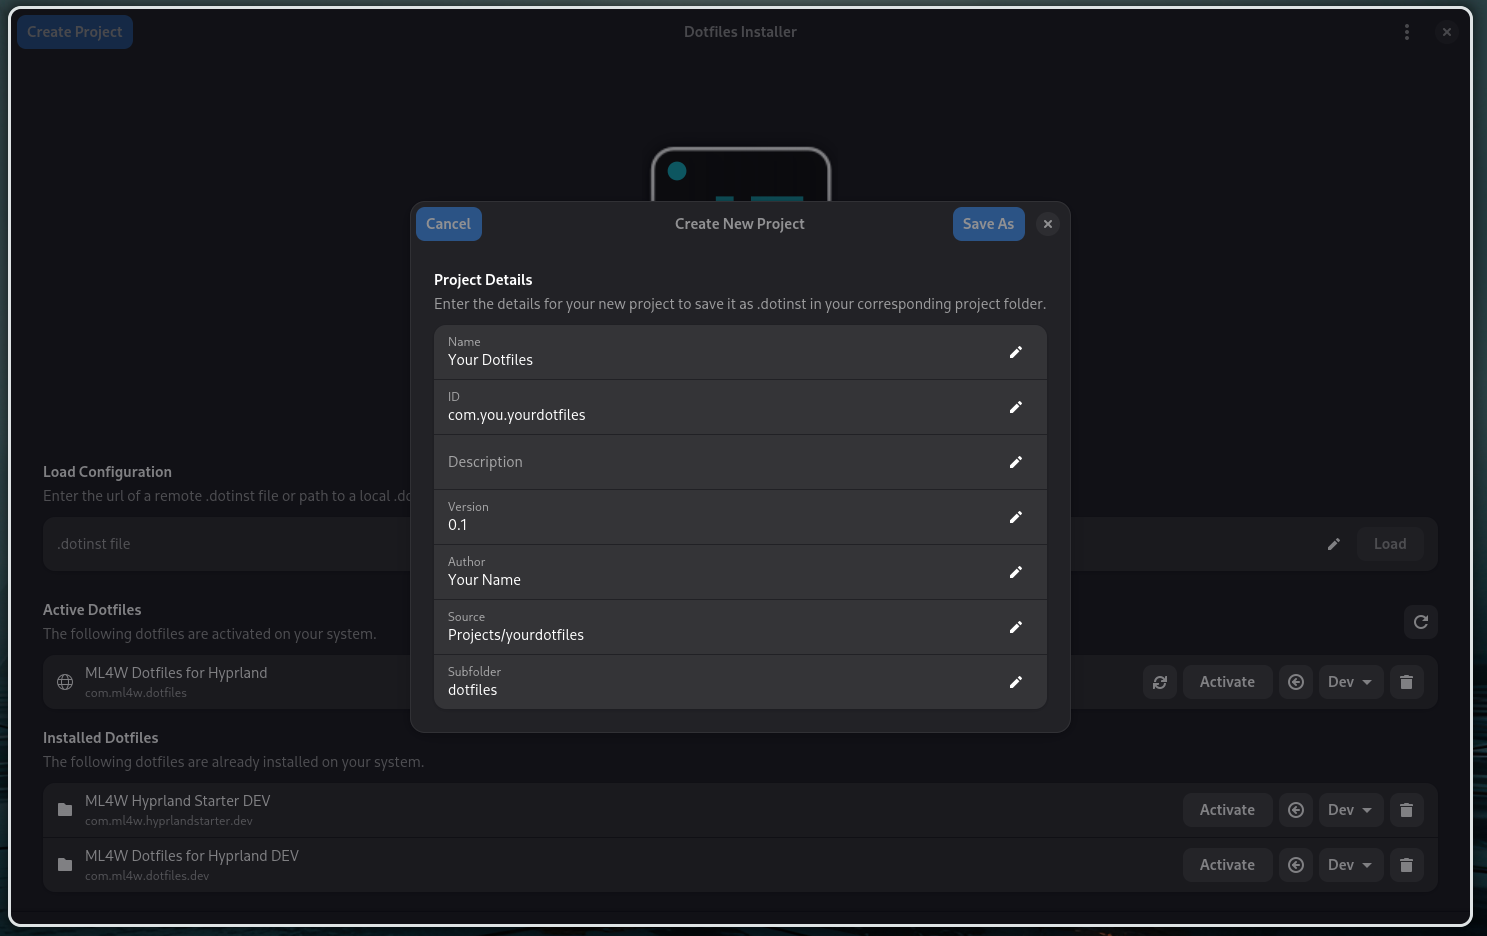 Create Project
Dotfiles Installer
Cancel
Create New Project
Save As
Project Details
Enter the details for your new project to save it as .dotinst in your corresponding project folder.
Name
Your Dotfiles
ID
com.you.yourdotfiles
Description
Version
0.1
Author
Your Name
Source
Projects/yourdotfiles
Subfolder
dotfiles
Load Configuration
Enter the url of a remote .dotinst file or path to a local
.dotinst file
Load
Active Dotfiles
The following dotfiles are activated on your system.
ML4W Dotfiles for Hyprland
com.ml4w.dotfiles
Activate
Dev
Installed Dotfiles
The following dotfiles are already installed on your system.
ML4W Hyprland Starter DEV
com.ml4w.hyprlandstarter.dev
Activate
Dev
ML4W Dotfiles for Hyprland DEV
com.ml4w.dotfiles.dev
Activate
Dev